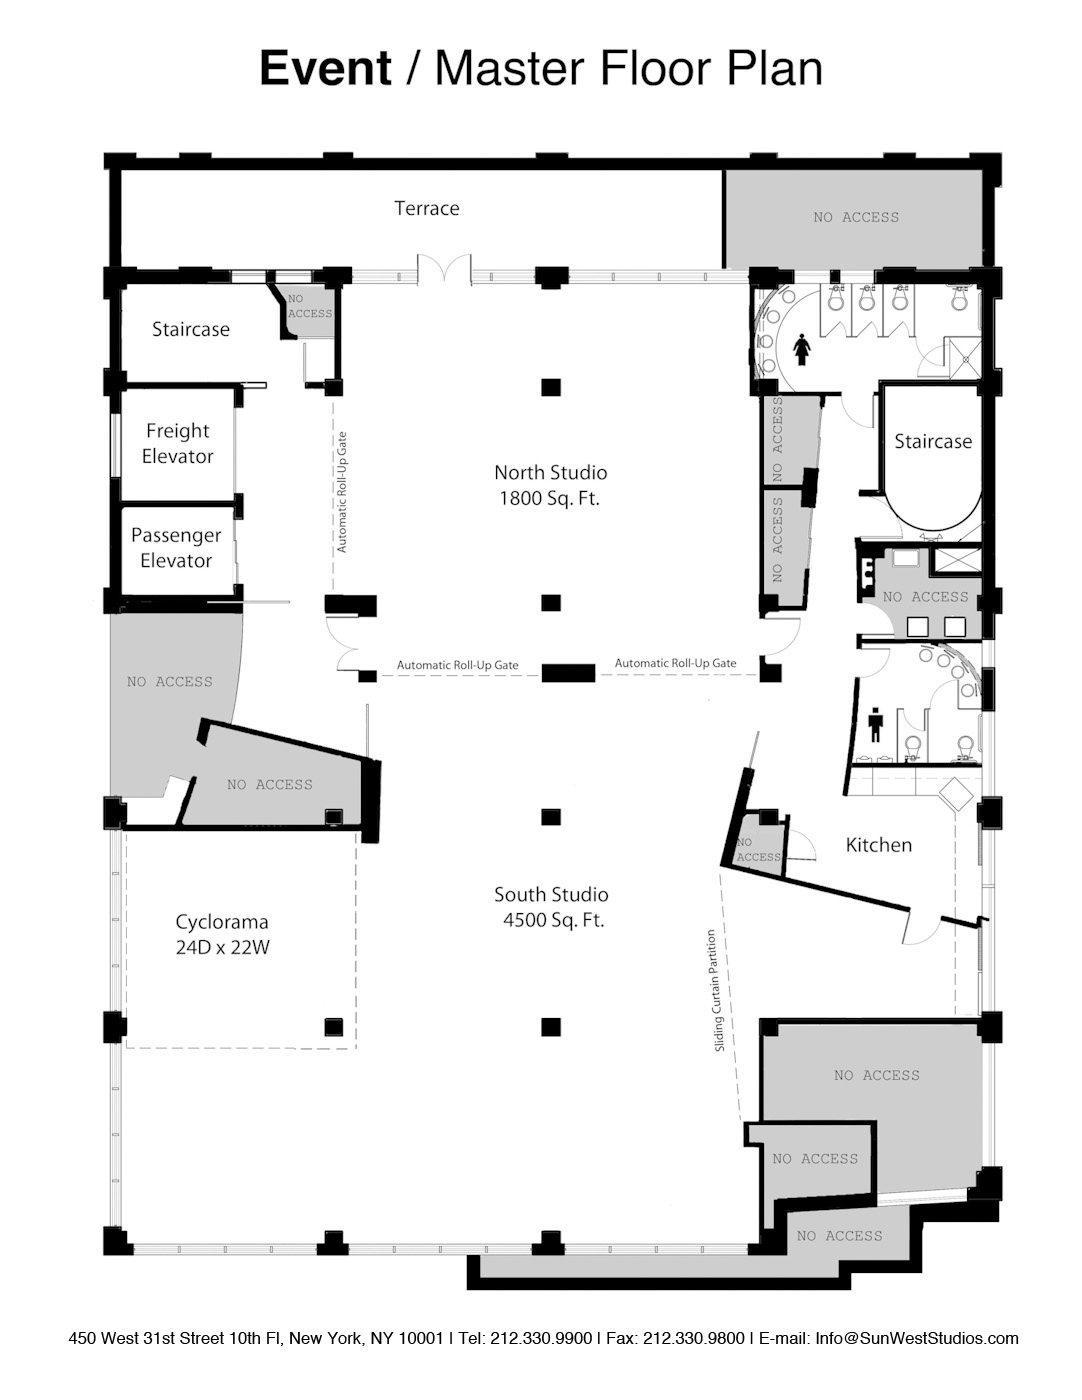 Event / Master Floor Plan
Terrace
NO ACCESS
NO
ACCESS
Staircase
Freight
Elevator
Automatic Roll-Up Gate
North Studio
1800 Sq. Ft.
NO ACCESS
Staircase
Passenger
Elevator
NO ACCESS
NO ACCESS
Automatic Roll-Up Gate
Automatic Roll-Up Gate
NO ACCESS
NO ACCESS
NO
ACCESS
Kitchen
South Studio
4500 Sq. Ft.
Cyclorama
24D x 22W
Sliding Curtain Partition
NO ACCESS
NO ACCESS
NO ACCESS
450 West 31st Street 10th Fl, New York, NY 10001 | Tel: 212.330.9900 | Fax: 212.330.9800 | E-mail: Info@SunWestStudios.com